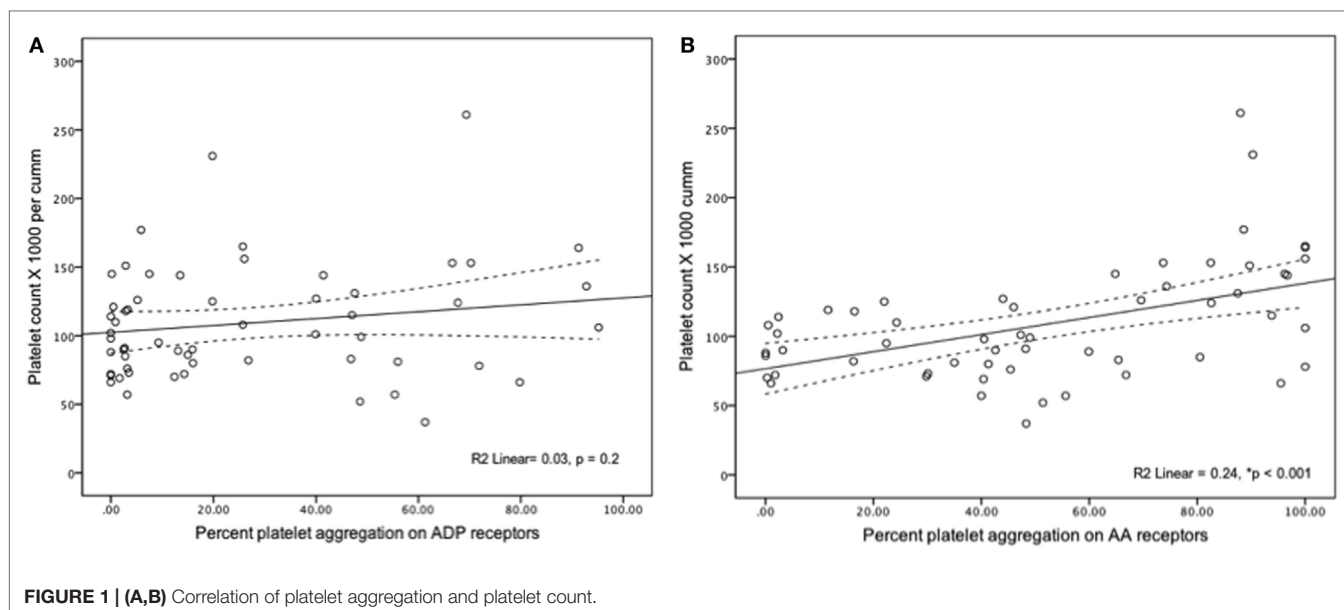 A
B
300
250
200
150
100
50
0
Platelet count X 1000 per cumm
R2 Linear= 0.03, p = 0.2
.00 20.00 40.00 60.00 80.00 100.00
Percent platelet aggregation on ADP receptors
300
250
200
150
100
50
0
Platelet count X 1000 cumm
R2 Linear = 0.24, *p < 0.001
.00 20.00 40.00 60.00 80.00 100.00
Percent platelet aggregation on AA receptors
FIGURE 1 | (A,B) Correlation of platelet aggregation and platelet count.